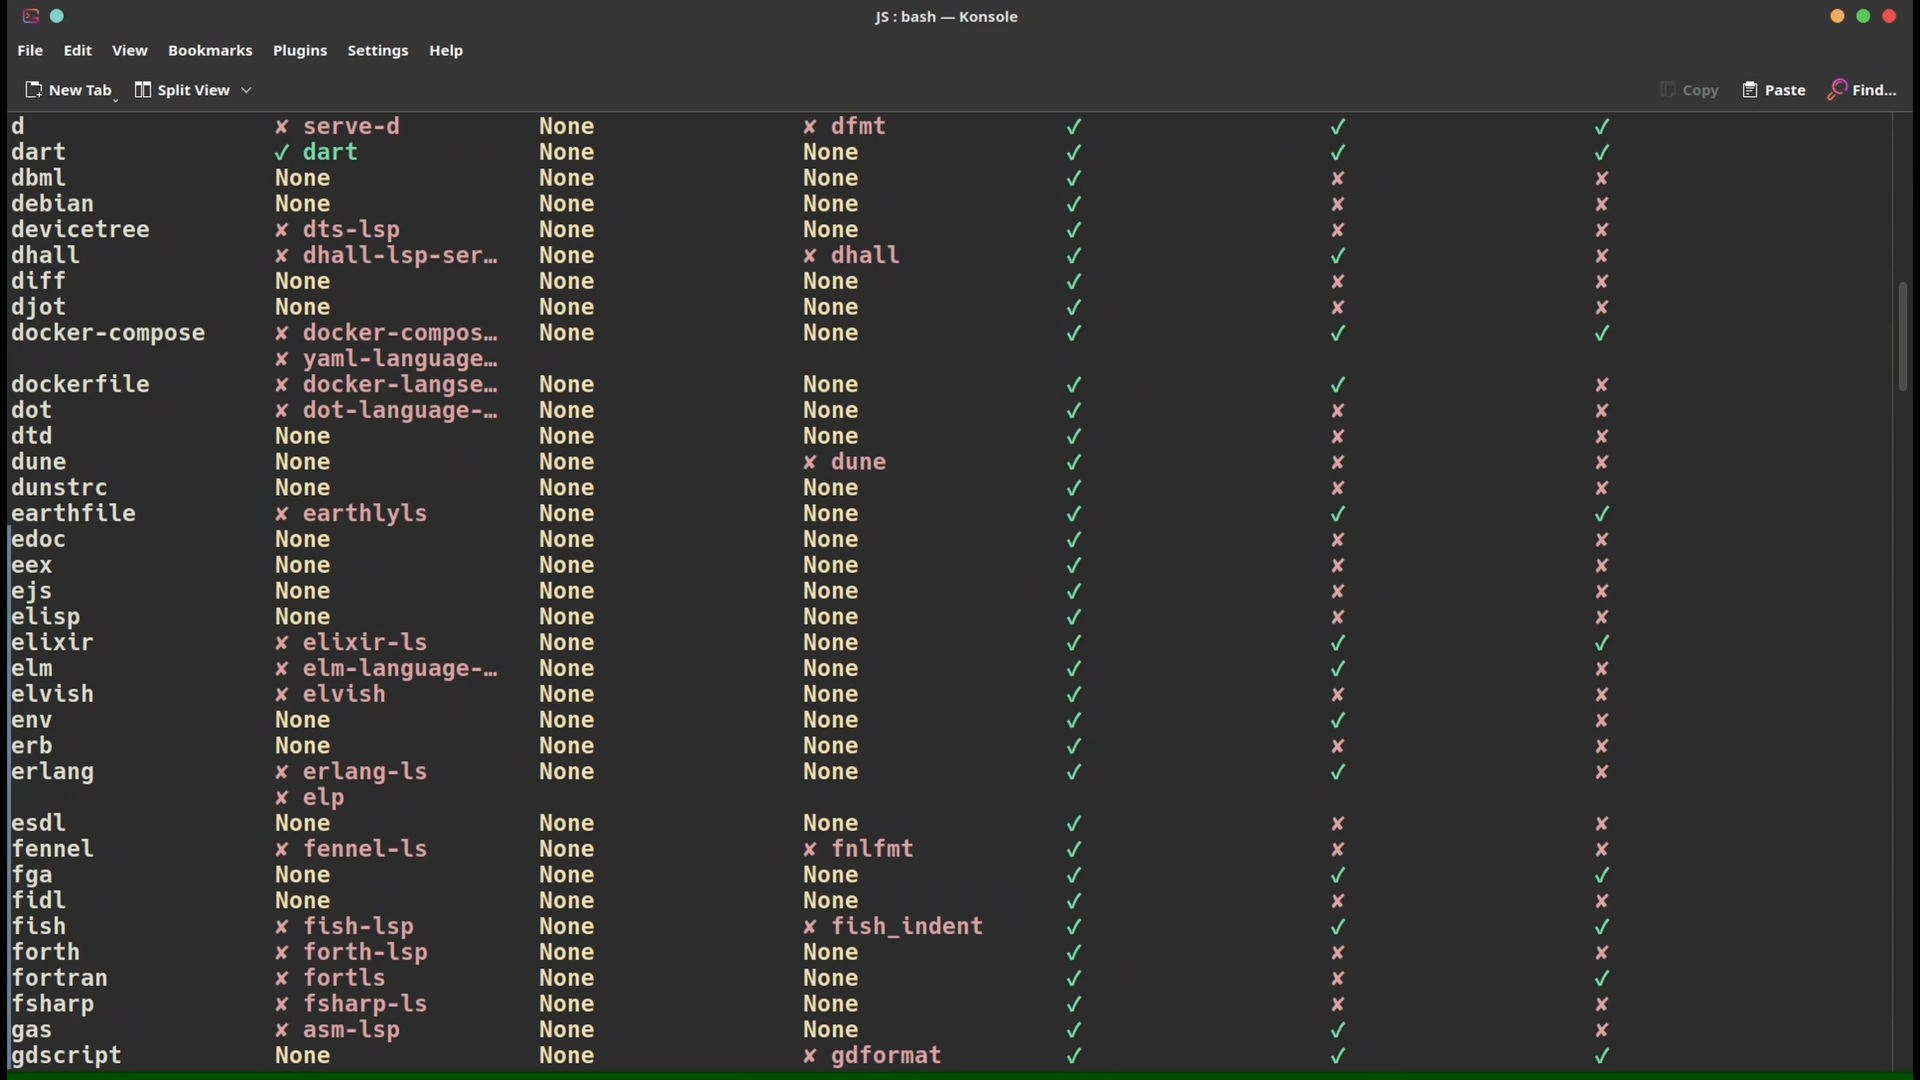 JS : bash — Konsole
File Edit View Bookmarks Plugins Settings Help
New Tab Split View Copy Paste Find...
d ✘ serve-d None ✘ dfmt ✓ ✓ ✓
dart ✓ dart None None ✓ ✓ ✓
dbml None None None ✓ ✘ ✘
debian None None None ✓ ✘ ✘
devicetree ✘ dts-lsp None None ✓ ✘ ✘
dhall ✘ dhall-lsp-ser… None ✘ dhall ✓ ✓ ✘
diff None None None ✓ ✘ ✘
djot None None None ✓ ✘ ✘
docker-compose ✘ docker-compos… None None ✓ ✓ ✓
✘ yaml-language…
dockerfile ✘ docker-langse… None None ✓ ✓ ✘
dot ✘ dot-language-… None None ✓ ✘ ✘
dtd None None None ✓ ✘ ✘
dune None None ✘ dune ✓ ✘ ✘
dunstrc None None None ✓ ✘ ✘
earthfile ✘ earthlyls None None ✓ ✓ ✓
edoc None None None ✓ ✘ ✘
eex None None None ✓ ✘ ✘
ejs None None None ✓ ✘ ✘
elisp None None None ✓ ✘ ✘
elixir ✘ elixir-ls None None ✓ ✓ ✓
elm ✘ elm-language-… None None ✓ ✓ ✘
elvish ✘ elvish None None ✓ ✘ ✘
env None None None ✓ ✓ ✘
erb None None None ✓ ✘ ✘
erlang ✘ erlang-ls None None ✓ ✓ ✘
✘ elp
esdl None None None ✓ ✘ ✘
fennel ✘ fennel-ls None ✘ fnlfmt ✓ ✘ ✘
fga None None None ✓ ✓ ✓
fidl None None None ✓ ✘ ✘
fish ✘ fish-lsp None ✘ fish_indent ✓ ✓ ✓
forth ✘ forth-lsp None None ✓ ✘ ✘
fortran ✘ fortls None None ✓ ✘ ✓
fsharp ✘ fsharp-ls None None ✓ ✘ ✘
gas ✘ asm-lsp None None ✓ ✓ ✘
gdscript None None ✘ gdformat ✓ ✓ ✓